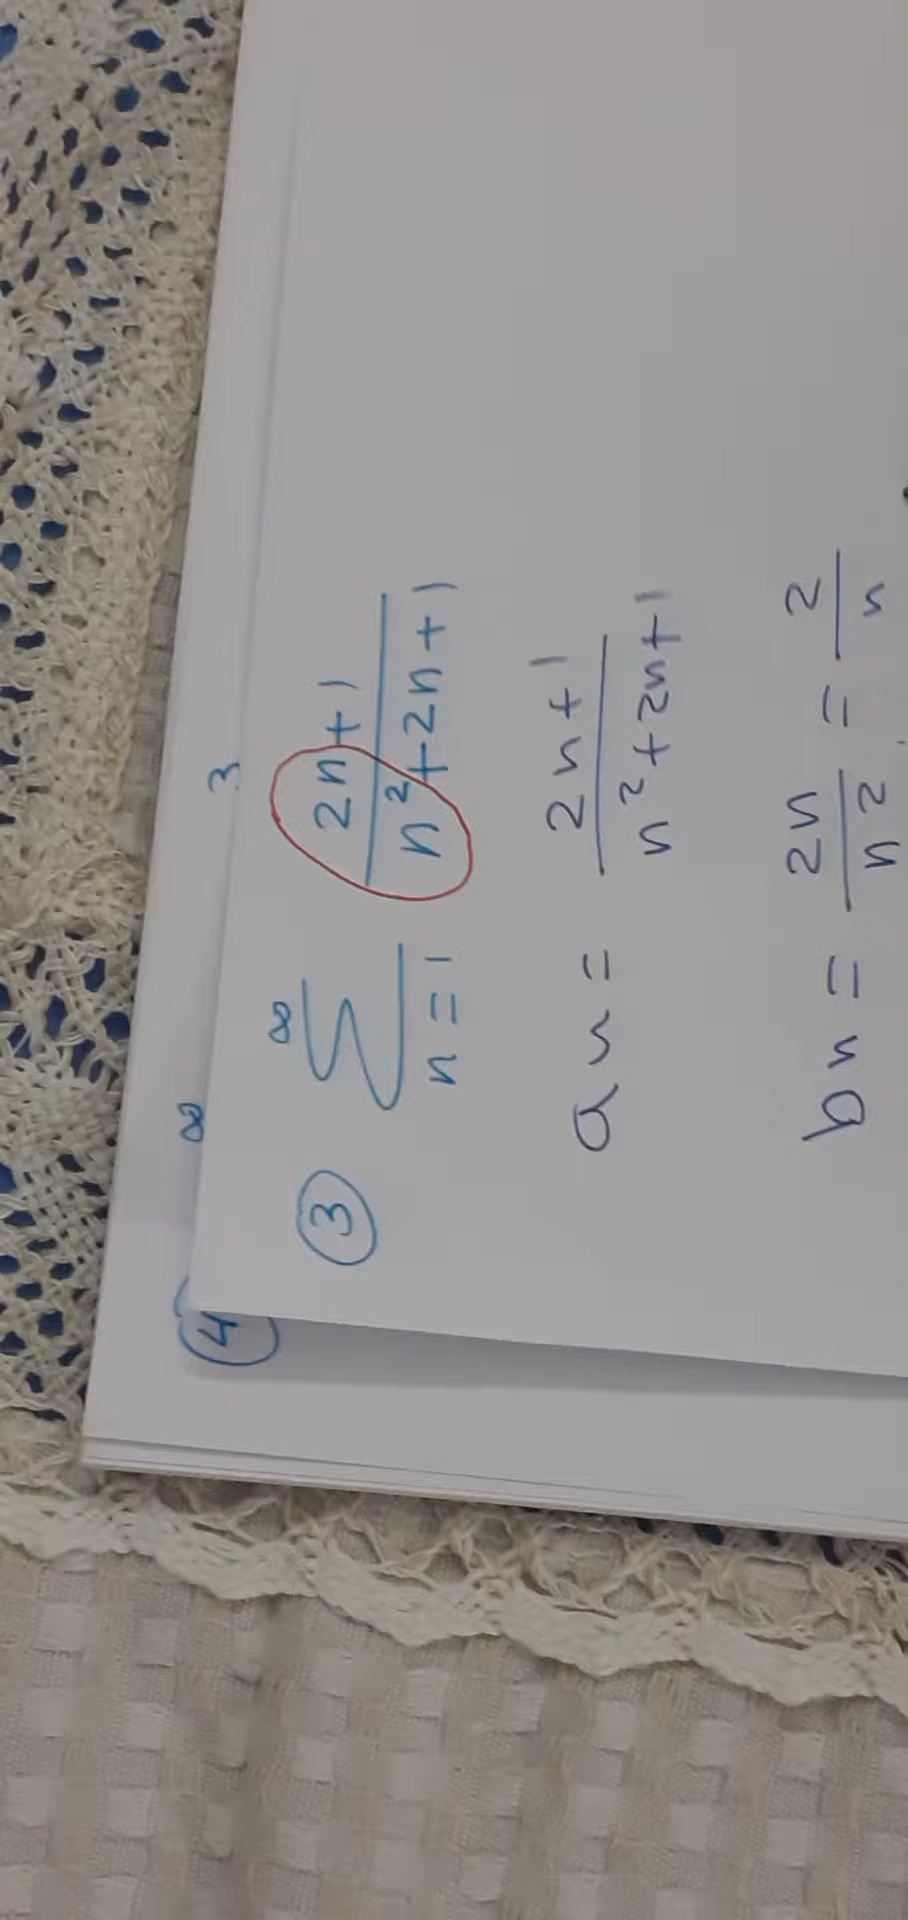 ④ ∞ 3
③ ∞
∑ 2n+1 / n²+2n+1
n=1
an = 2n+1 / n²+2n+1
bn = 2n / n² = 2 / n